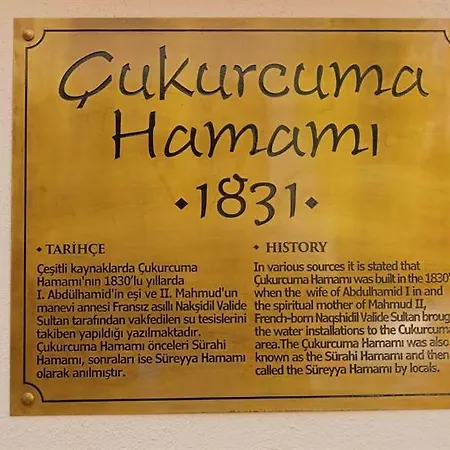 Çukurcuma
Hamamı
•1831•
• TARİHÇE
Çeşitli kaynaklarda Çukurcuma
Hamamı'nın 1830'lu yıllarda
I. Abdülhamid'in eşi ve II. Mahmud'un
manevi annesi Fransız asıllı Nakşidil Valide
Sultan tarafından vakfedilen su tesislerini
takiben yapıldığı yazılmaktadır.
Çukurcuma Hamamı önceleri Sürahi
Hamamı, sonraları ise Süreyya Hamamı
olarak anılmıştır.
• HISTORY
In various sources it is stated that
Çukurcuma Hamamı was built in the 1830'
when the wife of Abdulhamid I and
the spiritual mother of Mahmud II,
French-born Naqshidil Valide Sultan broug
the water installations to the Cukurcuma
area.The Çukurcuma Hamamı was also
known as the Sürahi Hamamı and then
called the Süreyya Hamamı by locals.